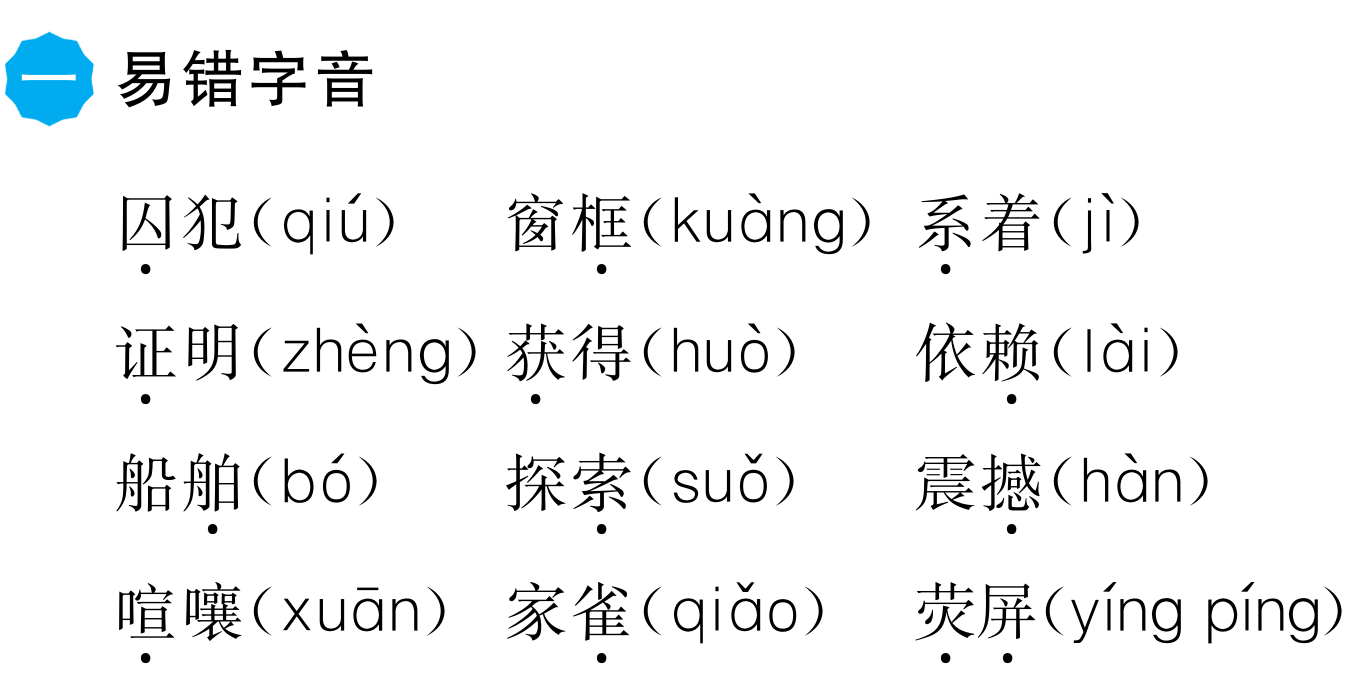 一 易错字音
囚犯(qiú) 窗框(kuàng) 系着(jì)
证明(zhèng) 获得(huò) 依赖(lài)
船舶(bó) 探索(suǒ) 震撼(hàn)
喧嚷(xuān) 家雀(qiǎo) 荧屏(yíng píng)